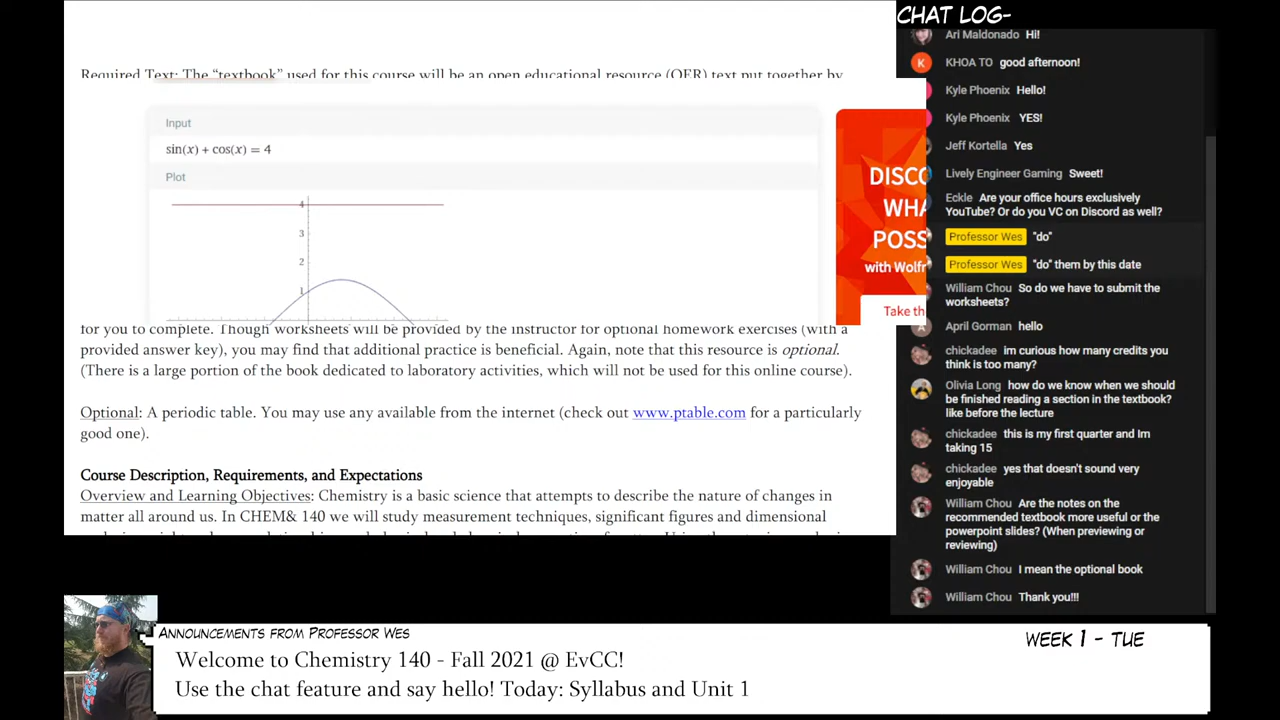 CHAT LOG-
Required Text: The “textbook” used for this course will be an open educational resource (OER) text put together by
Input
sin(x) + cos(x) = 4
Plot
4
3
2
1
DISCO
WHA
POSS
with Wolfr
Take th
for you to complete. Though worksheets will be provided by the instructor for optional homework exercises (with a
provided answer key), you may find that additional practice is beneficial. Again, note that this resource is optional.
(There is a large portion of the book dedicated to laboratory activities, which will not be used for this online course).
Optional: A periodic table. You may use any available from the internet (check out www.ptable.com for a particularly
good one).
Course Description, Requirements, and Expectations
Overview and Learning Objectives: Chemistry is a basic science that attempts to describe the nature of changes in
matter all around us. In CHEM& 140 we will study measurement techniques, significant figures and dimensional
Ari Maldonado Hi!
K KHOA TO good afternoon!
Kyle Phoenix Hello!
Kyle Phoenix YES!
Jeff Kortella Yes
Lively Engineer Gaming Sweet!
Eckle Are your office hours exclusively
YouTube? Or do you VC on Discord as well?
Professor Wes "do"
Professor Wes "do" them by this date
William Chou So do we have to submit the
worksheets?
A April Gorman hello
chickadee im curious how many credits you
think is too many?
Olivia Long how do we know when we should
be finished reading a section in the textbook?
like before the lecture
chickadee this is my first quarter and Im
taking 15
chickadee yes that doesn't sound very
enjoyable
William Chou Are the notes on the
recommended textbook more useful or the
powerpoint slides? (When previewing or
reviewing)
William Chou I mean the optional book
William Chou Thank you!!!
Announcements from Professor Wes
WEEK 1 - TUE
Welcome to Chemistry 140 - Fall 2021 @ EvCC!
Use the chat feature and say hello! Today: Syllabus and Unit 1